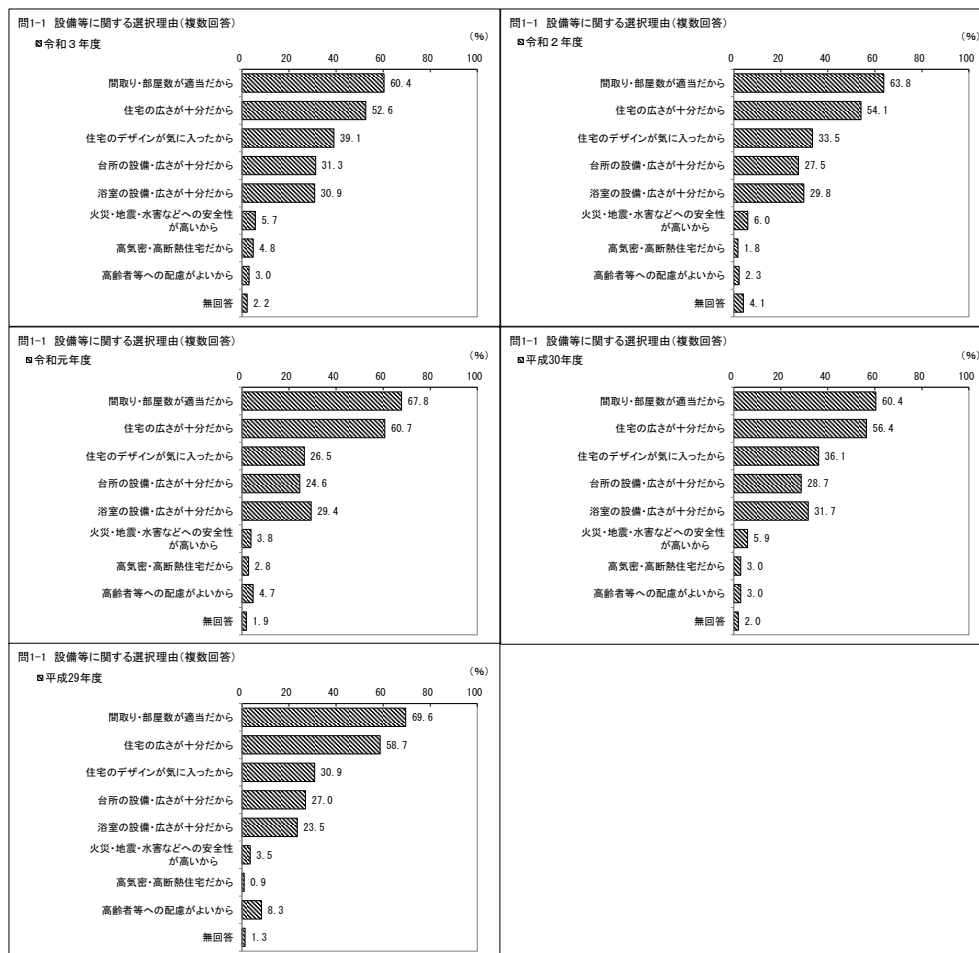 問1-1 設備等に関する選択理由(複数回答)
令和3年度
(%)
0 20 40 60 80 100
間取り・部屋数が適当だから 60.4
住宅の広さが十分だから 52.6
住宅のデザインが気に入ったから 39.1
台所の設備・広さが十分だから 31.3
浴室の設備・広さが十分だから 30.9
火災・地震・水害などへの安全性
が高いから 5.7
高気密・高断熱住宅だから 4.8
高齢者等への配慮がよいから 3.0
無回答 2.2
問1-1 設備等に関する選択理由(複数回答)
令和2年度
(%)
0 20 40 60 80 100
間取り・部屋数が適当だから 63.8
住宅の広さが十分だから 54.1
住宅のデザインが気に入ったから 33.5
台所の設備・広さが十分だから 27.5
浴室の設備・広さが十分だから 29.8
火災・地震・水害などへの安全性
が高いから 6.0
高気密・高断熱住宅だから 1.8
高齢者等への配慮がよいから 2.3
無回答 4.1
問1-1 設備等に関する選択理由(複数回答)
令和元年度
(%)
0 20 40 60 80 100
間取り・部屋数が適当だから 67.8
住宅の広さが十分だから 60.7
住宅のデザインが気に入ったから 26.5
台所の設備・広さが十分だから 24.6
浴室の設備・広さが十分だから 29.4
火災・地震・水害などへの安全性
が高いから 3.8
高気密・高断熱住宅だから 2.8
高齢者等への配慮がよいから 4.7
無回答 1.9
問1-1 設備等に関する選択理由(複数回答)
平成30年度
(%)
0 20 40 60 80 100
間取り・部屋数が適当だから 60.4
住宅の広さが十分だから 56.4
住宅のデザインが気に入ったから 36.1
台所の設備・広さが十分だから 28.7
浴室の設備・広さが十分だから 31.7
火災・地震・水害などへの安全性
が高いから 5.9
高気密・高断熱住宅だから 3.0
高齢者等への配慮がよいから 3.0
無回答 2.0
問1-1 設備等に関する選択理由(複数回答)
平成29年度
(%)
0 20 40 60 80 100
間取り・部屋数が適当だから 69.6
住宅の広さが十分だから 58.7
住宅のデザインが気に入ったから 30.9
台所の設備・広さが十分だから 27.0
浴室の設備・広さが十分だから 23.5
火災・地震・水害などへの安全性
が高いから 3.5
高気密・高断熱住宅だから 0.9
高齢者等への配慮がよいから 8.3
無回答 1.3